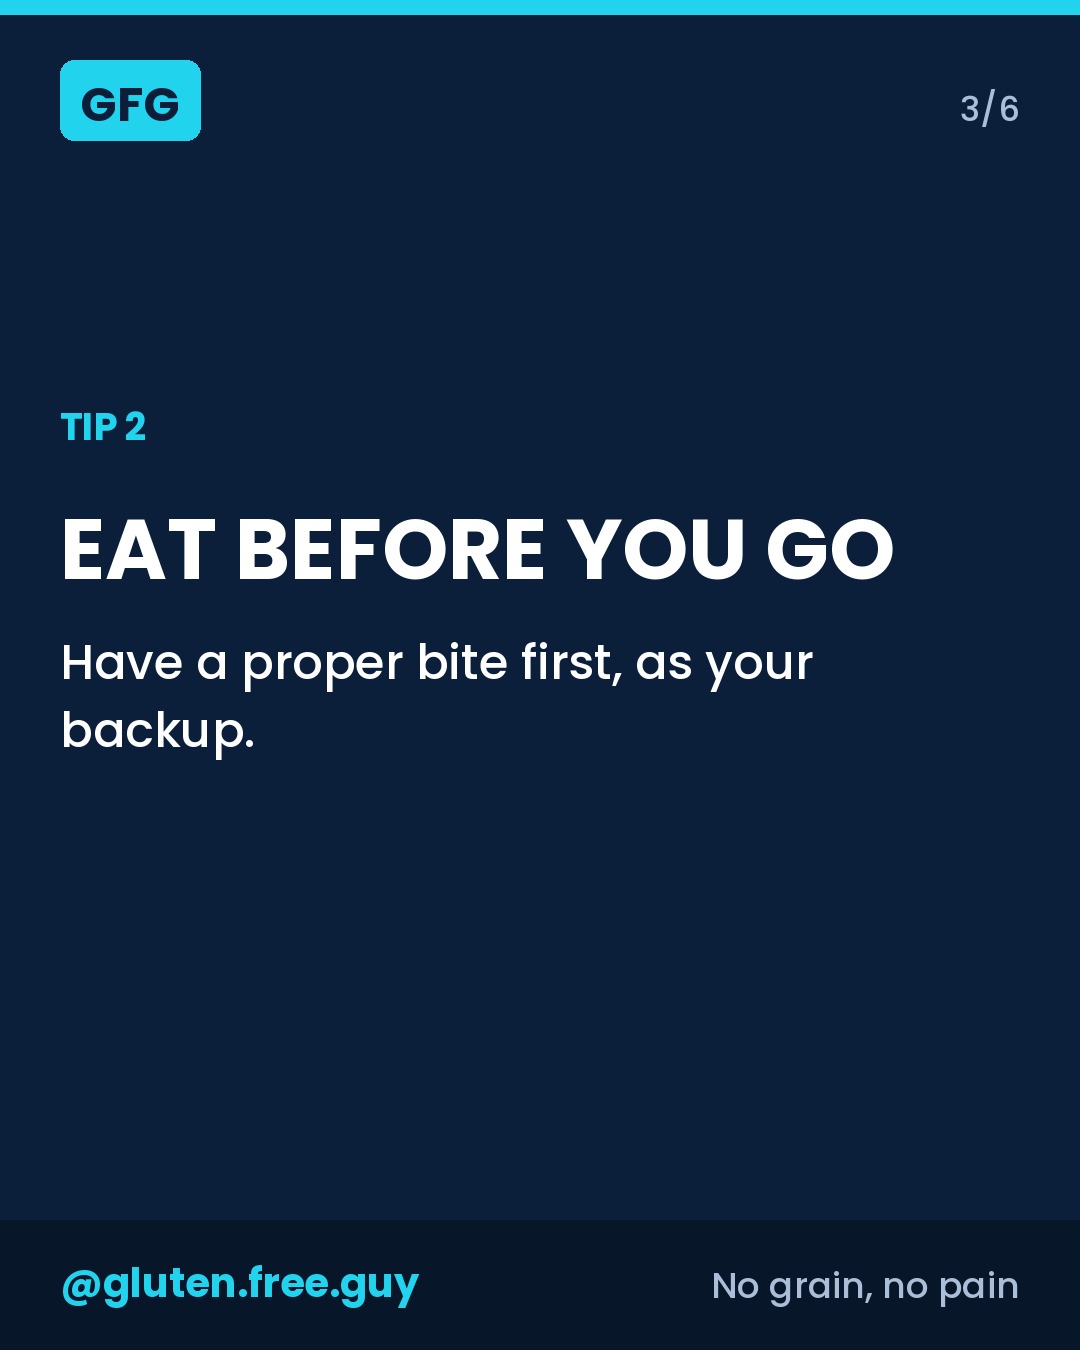 GFG
3/6
TIP 2
EAT BEFORE YOU GO
Have a proper bite first, as your
backup.
@gluten.free.guy
No grain, no pain